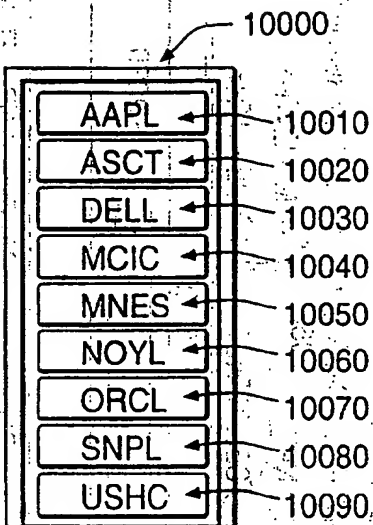 10000
AAPL 10010
ASCT 10020
DELL 10030
MCIC 10040
MNES 10050
NOYL 10060
ORCL 10070
SNPL 10080
USHC 10090